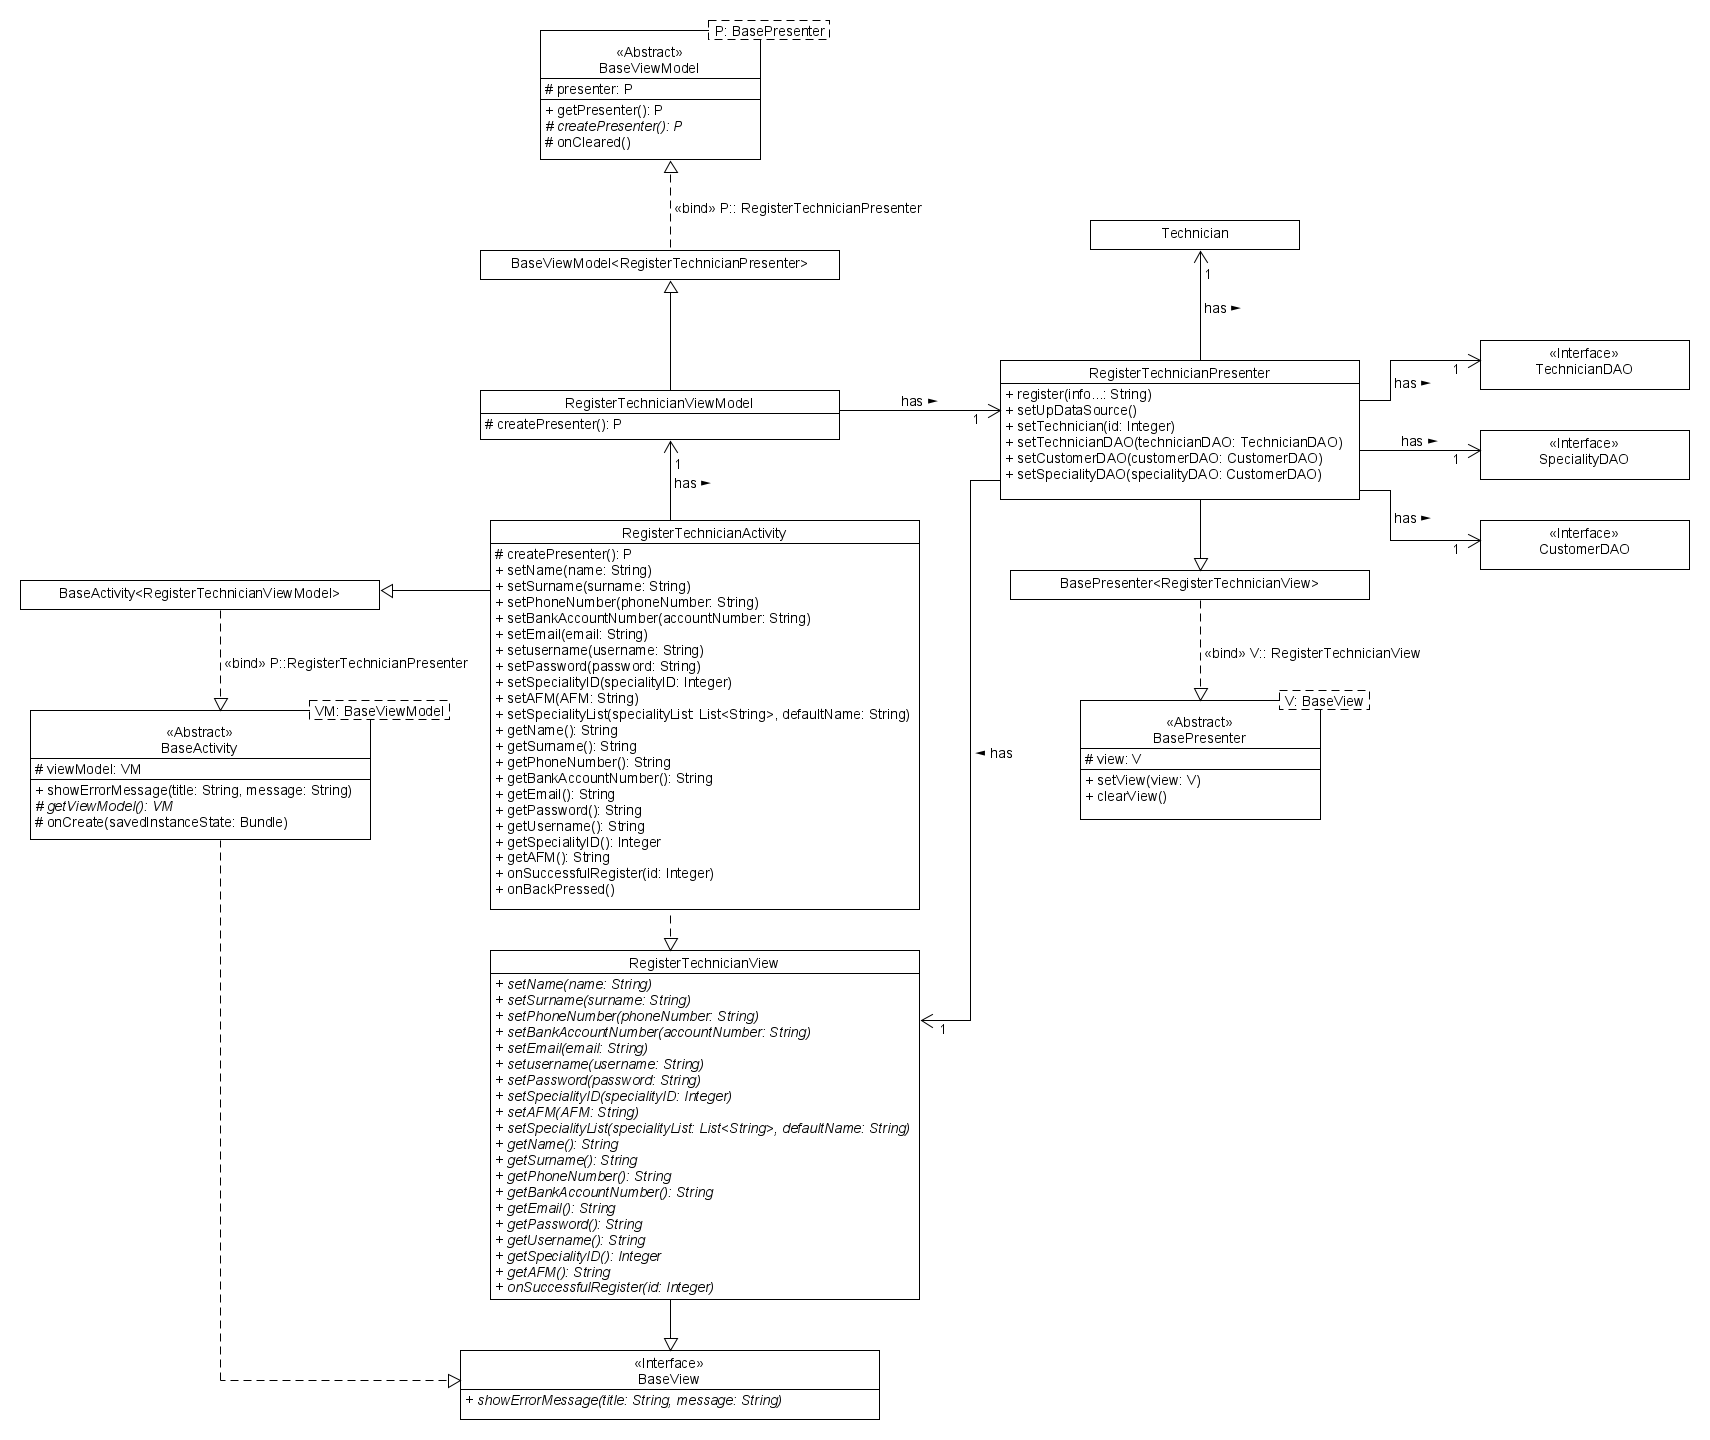 P: BasePresenter
«Abstract»
BaseViewModel
# presenter: P
+ getPresenter(): P
# createPresenter(): P
# onCleared()
«bind» P:: RegisterTechnicianPresenter
BaseViewModel<RegisterTechnicianPresenter>
RegisterTechnicianViewModel
# createPresenter(): P
has ►
1
Technician
1
has ►
RegisterTechnicianPresenter
+ register(info...: String)
+ setUpDataSource()
+ setTechnician(id: Integer)
+ setTechnicianDAO(technicianDAO: TechnicianDAO)
+ setCustomerDAO(customerDAO: CustomerDAO)
+ setSpecialityDAO(specialityDAO: CustomerDAO)
has ►
1
«Interface»
TechnicianDAO
has ►
1
«Interface»
SpecialityDAO
has ►
1
«Interface»
CustomerDAO
1
has ►
RegisterTechnicianActivity
# createPresenter(): P
+ setName(name: String)
+ setSurname(surname: String)
+ setPhoneNumber(phoneNumber: String)
+ setBankAccountNumber(accountNumber: String)
+ setEmail(email: String)
+ setusername(username: String)
+ setPassword(password: String)
+ setSpecialityID(specialityID: Integer)
+ setAFM(AFM: String)
+ setSpecialityList(specialityList: List<String>, defaultName: String)
+ getName(): String
+ getSurname(): String
+ getPhoneNumber(): String
+ getBankAccountNumber(): String
+ getEmail(): String
+ getPassword(): String
+ getUsername(): String
+ getSpecialityID(): Integer
+ getAFM(): String
+ onSuccessfulRegister(id: Integer)
+ onBackPressed()
BaseActivity<RegisterTechnicianViewModel>
«bind» P::RegisterTechnicianPresenter
VM: BaseViewModel
«Abstract»
BaseActivity
# viewModel: VM
+ showErrorMessage(title: String, message: String)
# getViewModel(): VM
# onCreate(savedInstanceState: Bundle)
BasePresenter<RegisterTechnicianView>
«bind» V:: RegisterTechnicianView
V: BaseView
«Abstract»
BasePresenter
# view: V
+ setView(view: V)
+ clearView()
◄ has
1
RegisterTechnicianView
+ setName(name: String)
+ setSurname(surname: String)
+ setPhoneNumber(phoneNumber: String)
+ setBankAccountNumber(accountNumber: String)
+ setEmail(email: String)
+ setusername(username: String)
+ setPassword(password: String)
+ setSpecialityID(specialityID: Integer)
+ setAFM(AFM: String)
+ setSpecialityList(specialityList: List<String>, defaultName: String)
+ getName(): String
+ getSurname(): String
+ getPhoneNumber(): String
+ getBankAccountNumber(): String
+ getEmail(): String
+ getPassword(): String
+ getUsername(): String
+ getSpecialityID(): Integer
+ getAFM(): String
+ onSuccessfulRegister(id: Integer)
«Interface»
BaseView
+ showErrorMessage(title: String, message: String)